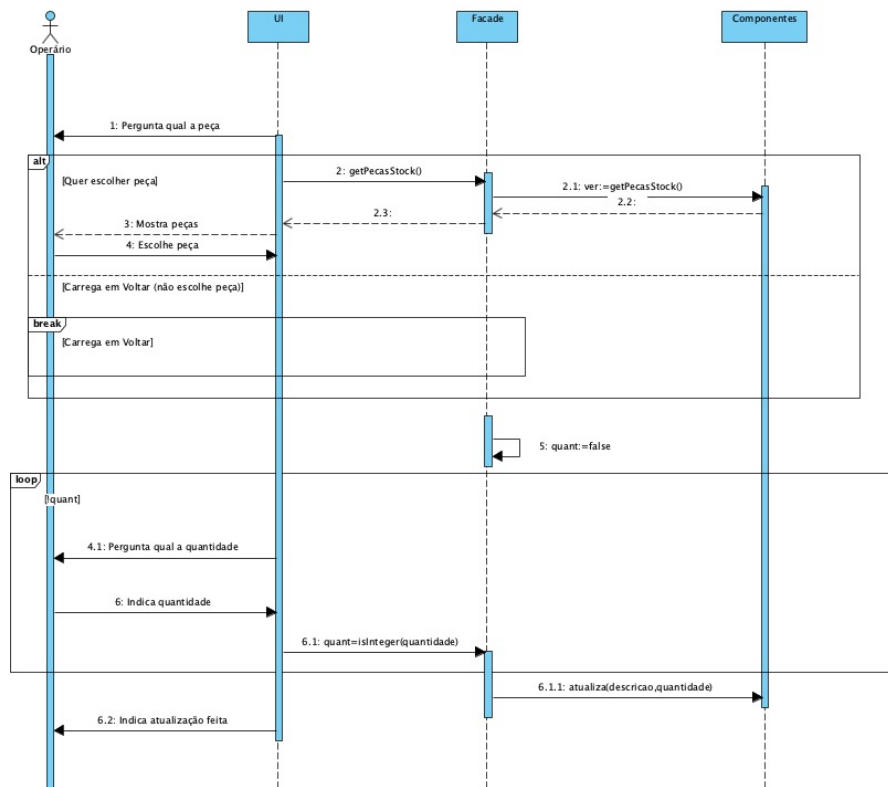 Operário
UI
Facade
Componentes
1: Pergunta qual a peça
alt
[Quer escolher peça]
2: getPecasStock()
2.1: ver:=getPecasStock()
2.2:
2.3:
3: Mostra peças
4: Escolhe peça
[Carrega em Voltar (não escolhe peça)]
break
[Carrega em Voltar]
5: quant:=false
loop
[!quant]
4.1: Pergunta qual a quantidade
6: Indica quantidade
6.1: quant=isInteger(quantidade)
6.1.1: atualiza(descricao,quantidade)
6.2: Indica atualização feita